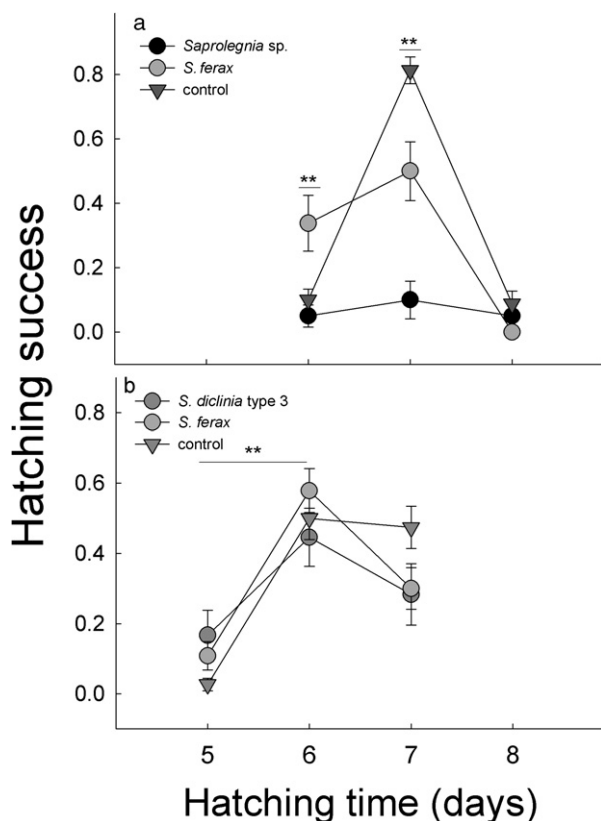 a
Saprolegnia sp.
S. ferax
control
**
**
0.8
0.6
0.4
0.2
0.0
Hatching success
b
S. diclinia type 3
S. ferax
control
**
0.8
0.6
0.4
0.2
0.0
5 6 7 8
Hatching time (days)